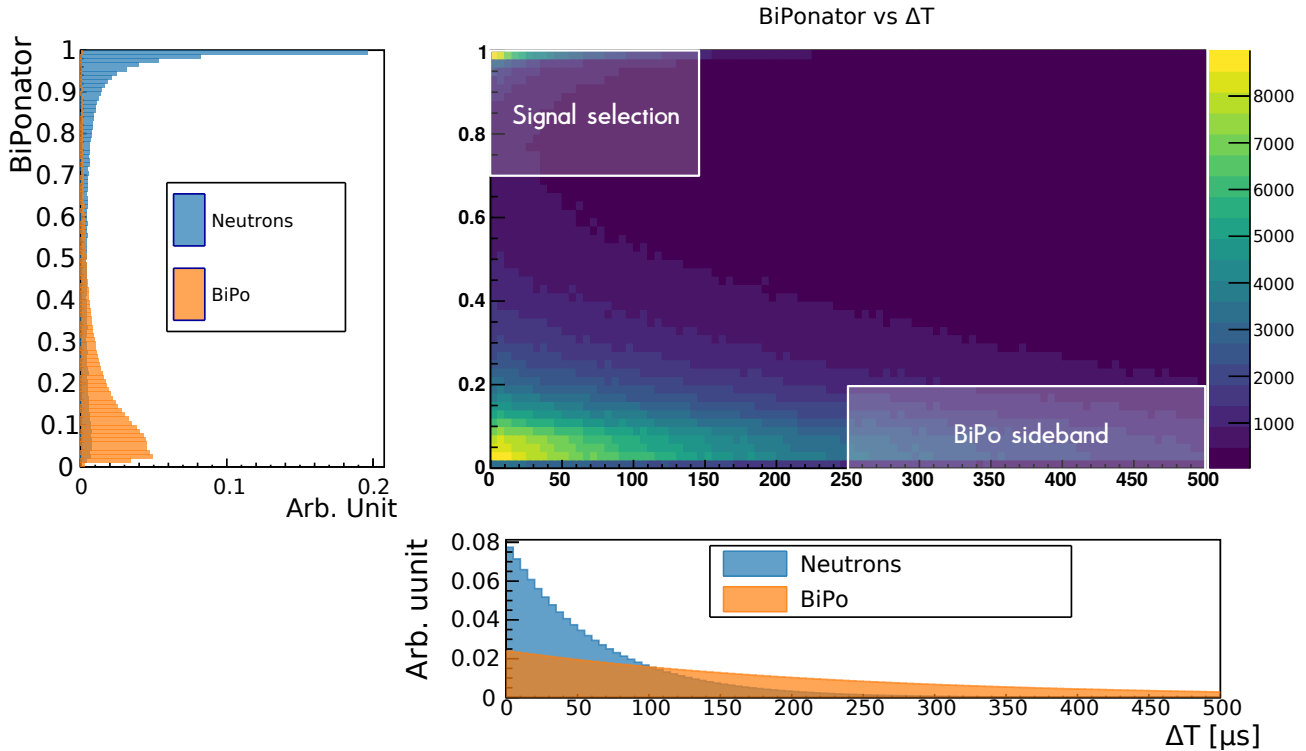 BiPonator vs ΔT
BiPonator
1
0.9
0.8
0.7
0.6
0.5
0.4
0.3
0.2
0.1
0
Neutrons
BiPo
0 0.1 0.2
Arb. Unit
1
0.8
0.6
0.4
0.2
0
Signal selection
BiPo sideband
0 50 100 150 200 250 300 350 400 450 500
8000
7000
6000
5000
4000
3000
2000
1000
Arb. uunit
0.08
0.06
0.04
0.02
0
Neutrons
BiPo
0 50 100 150 200 250 300 350 400 450 500
ΔT [μs]